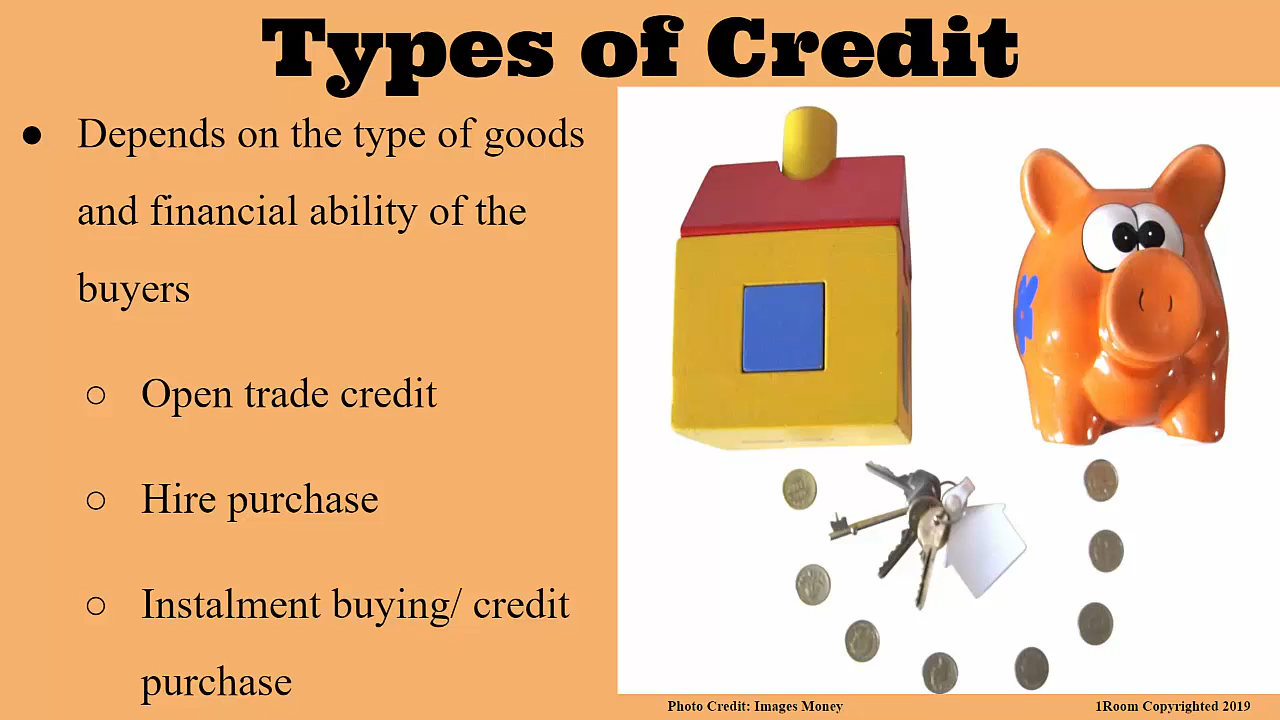 Types of Credit
● Depends on the type of goods
and financial ability of the
buyers
○ Open trade credit
○ Hire purchase
○ Instalment buying/ credit
purchase
Photo Credit: Images Money
1Room Copyrighted 2019